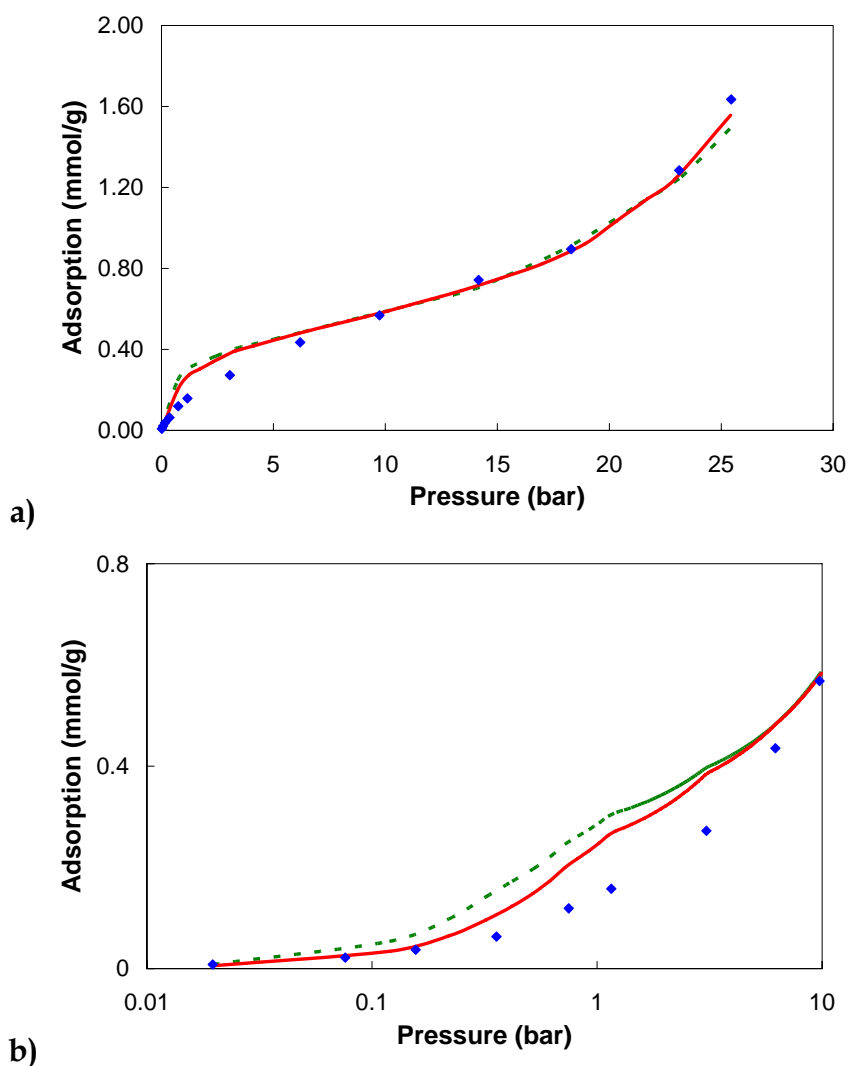 2.00
1.60
1.20
0.80
0.40
0.00
Adsorption (mmol/g)
0 5 10 15 20 25 30
Pressure (bar)
a)
0.8
0.4
0
Adsorption (mmol/g)
0.01 0.1 1 10
Pressure (bar)
b)